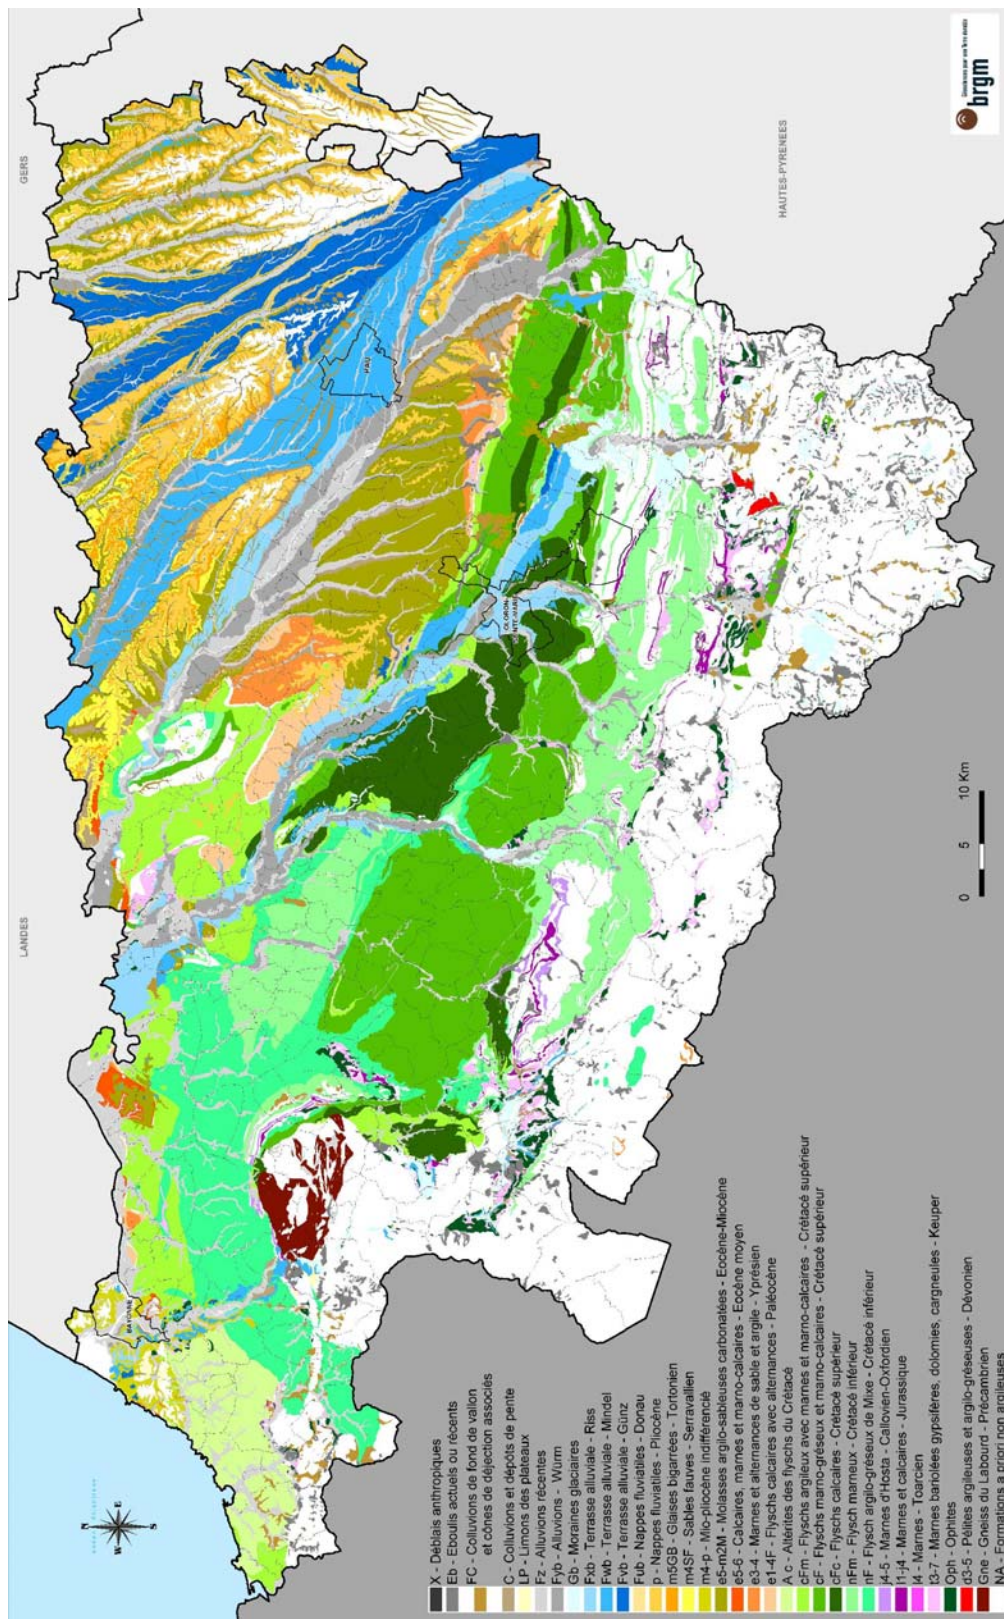 LANDES
GERS
HAUTES-PYRENEES
BAYONNE
PAU
N
S
E
W
0 5 10 Km
Géosciences pour une Terre durable
brgm
X - Déblais anthropiques
Eb - Eboulis actuels ou récents
FC - Colluvions de fond de vallon
et cônes de déjection associés
C - Colluvions et dépôts de pente
LP - Limons des plateaux
Fz - Alluvions récentes
Fyb - Alluvions - Würm
Gb - Moraines glaciaires
Fxb - Terrasse alluviale - Riss
Fwb - Terrasse alluviale - Mindel
Fvb - Terrasse alluviale - Günz
Fub - Nappes fluviatiles - Donau
p - Nappes fluviatiles - Pliocène
m5GB - Glaises bigarrées - Tortonien
m4SF - Sables fauves - Serravallien
m4-p - Mio-pliocène indifférencié
e5-m2M - Molasses argilo-sableuses carbonatées - Eocène-Miocène
e5-6 - Calcaires, marnes et marno-calcaires - Eocène moyen
e3-4 - Marnes et alternances de sable et argile - Yprésien
e1-4F - Flyschs calcaires avec alternances - Paléocène
A c - Altérites des flyschs du Crétacé
cFm - Flyschs argileux avec marnes et marno-calcaires - Crétacé supérieur
cF - Flyschs marno-gréseux et marno-calcaires - Crétacé supérieur
cFc - Flyschs calcaires - Crétacé supérieur
nFm - Flysch marneux - Crétacé inférieur
nF - Flysch argilo-gréseux de Mixe - Crétacé inférieur
j4-5 - Marnes d'Hosta - Callovien-Oxfordien
l1-j4 - Marnes et calcaires - Jurassique
l4 - Marnes - Toarcien
t3-7 - Marnes bariolées gypsifères, dolomies, cargneules - Keuper
Oph - Ophites
d3-5 - Pélites argileuses et argilo-gréseuses - Dévonien
Gne - Gneiss du Labourd - Précambrien
NA - Formations a priori non argileuses